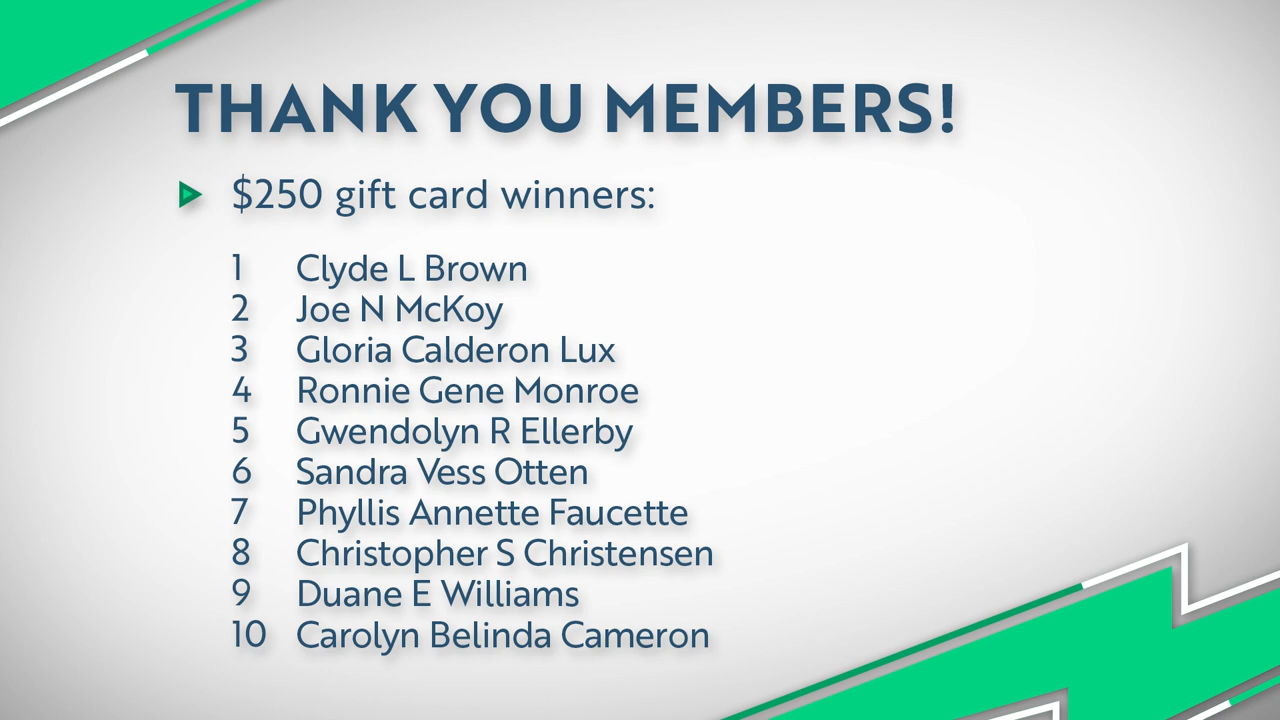 THANK YOU MEMBERS!
$250 gift card winners:
1 Clyde L Brown
2 Joe N McKoy
3 Gloria Calderon Lux
4 Ronnie Gene Monroe
5 Gwendolyn R Ellerby
6 Sandra Vess Otten
7 Phyllis Annette Faucette
8 Christopher S Christensen
9 Duane E Williams
10 Carolyn Belinda Cameron